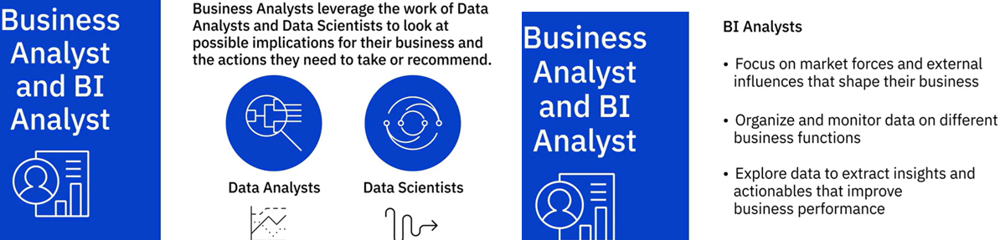 Business
Analyst
and BI
Analyst
Business Analysts leverage the work of Data
Analysts and Data Scientists to look at
possible implications for their business and
the actions they need to take or recommend.
Data Analysts
Data Scientists
Business
Analyst
and BI
Analyst
BI Analysts
• Focus on market forces and external
influences that shape their business
• Organize and monitor data on different
business functions
• Explore data to extract insights and
actionables that improve
business performance